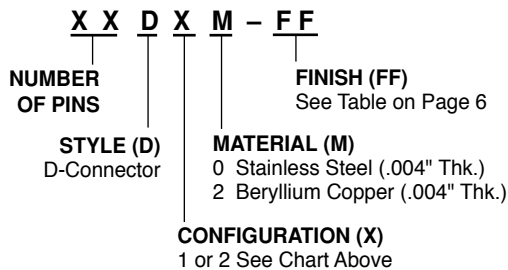 X X D X M – F F
NUMBER
OF PINS
FINISH (FF)
See Table on Page 6
STYLE (D)
D-Connector
MATERIAL (M)
0 Stainless Steel (.004" Thk.)
2 Beryllium Copper (.004" Thk.)
CONFIGURATION (X)
1 or 2 See Chart Above